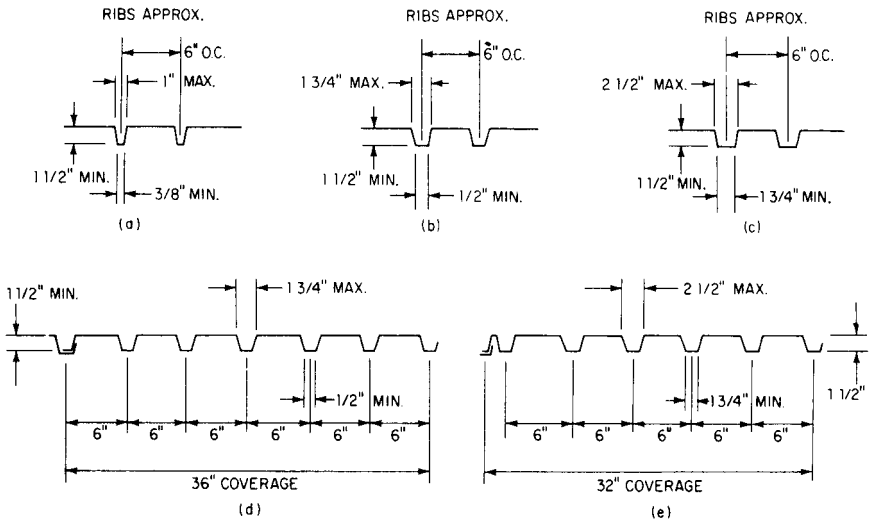 RIBS APPROX.
6" O.C.
1" MAX.
1 1/2" MIN.
3/8" MIN.
(a)
RIBS APPROX.
6" O.C.
1 3/4" MAX.
1 1/2" MIN.
1/2" MIN.
(b)
RIBS APPROX.
6" O.C.
2 1/2" MAX.
1 1/2" MIN.
1 3/4" MIN.
(c)
1 1/2" MIN.
1 3/4" MAX.
1/2" MIN.
6" 6" 6" 6" 6" 6"
36" COVERAGE
(d)
2 1/2" MAX.
1 1/2"
1 3/4" MIN.
6" 6" 6" 6" 6"
32" COVERAGE
(e)